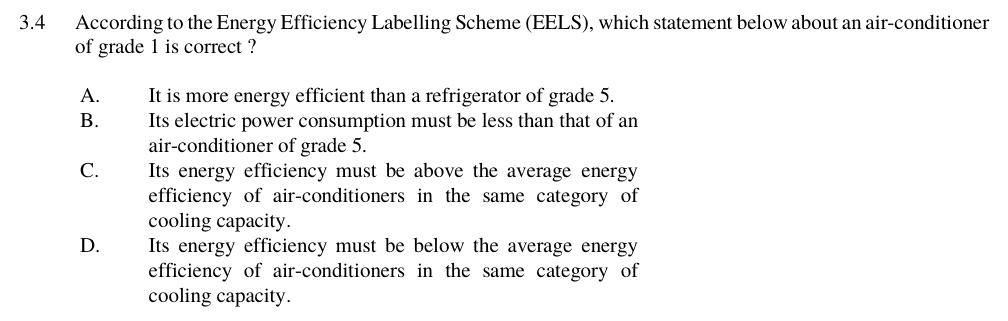 3.4 According to the Energy Efficiency Labelling Scheme (EELS), which statement below about an air-conditioner
of grade 1 is correct ?
A. It is more energy efficient than a refrigerator of grade 5.
B. Its electric power consumption must be less than that of an
air-conditioner of grade 5.
C. Its energy efficiency must be above the average energy
efficiency of air-conditioners in the same category of
cooling capacity.
D. Its energy efficiency must be below the average energy
efficiency of air-conditioners in the same category of
cooling capacity.